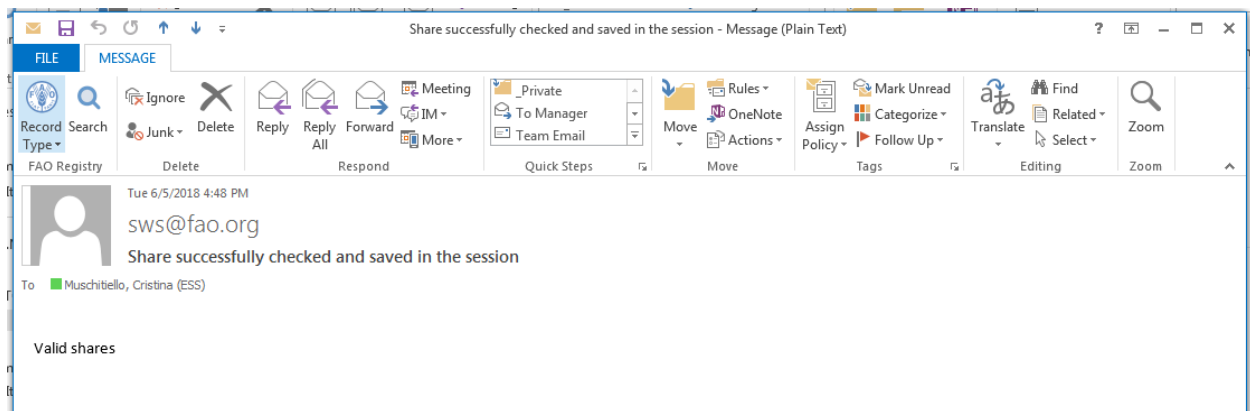 Share successfully checked and saved in the session - Message (Plain Text)
?
FILE MESSAGE
Record Type
Search
FAO Registry
Ignore
Junk
Delete
Delete
Reply
Reply All
Forward
Meeting
IM
More
Respond
_Private
To Manager
Team Email
Quick Steps
Move
Rules
OneNote
Actions
Move
Assign Policy
Mark Unread
Categorize
Follow Up
Tags
Translate
Find
Related
Select
Editing
Zoom
Zoom
Tue 6/5/2018 4:48 PM
sws@fao.org
Share successfully checked and saved in the session
To Muschitiello, Cristina (ESS)
Valid shares